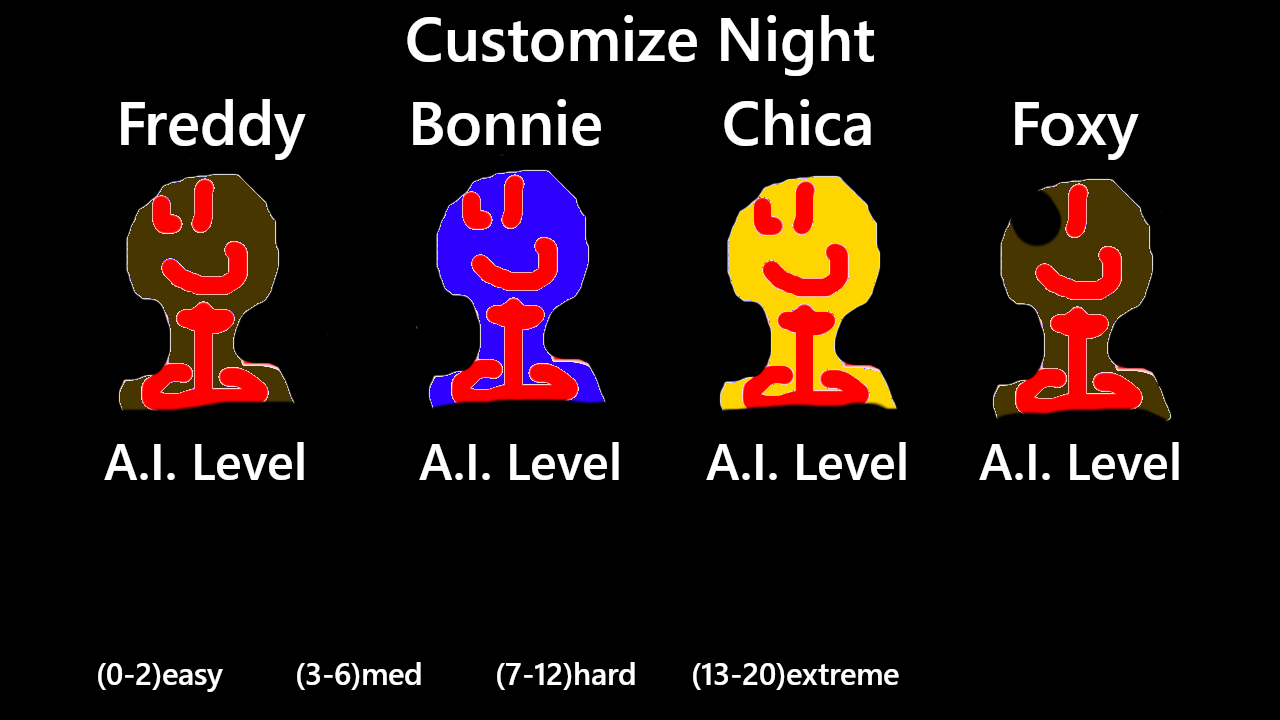 Customize Night
Freddy Bonnie Chica Foxy
A.I. Level A.I. Level A.I. Level A.I. Level
(0-2)easy (3-6)med (7-12)hard (13-20)extreme